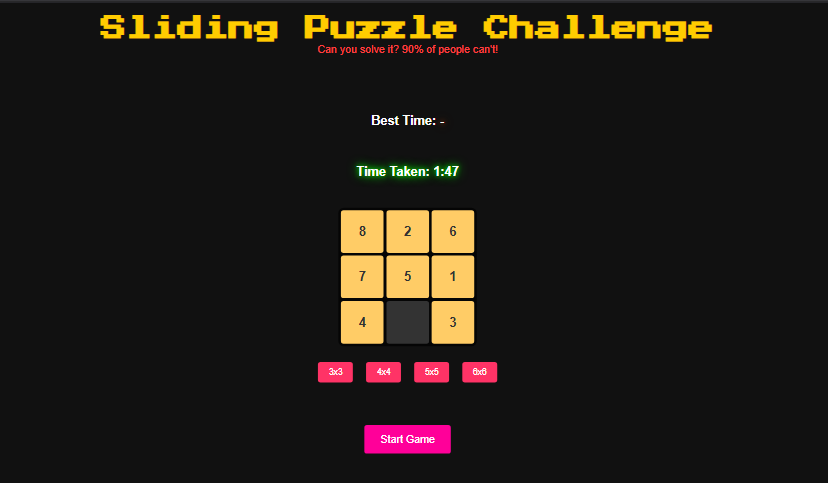 Sliding Puzzle Challenge
Can you solve it? 90% of people can't!
Best Time: -
Time Taken: 1:47
8 2 6
7 5 1
4 3
3x3 4x4 5x5 6x6
Start Game